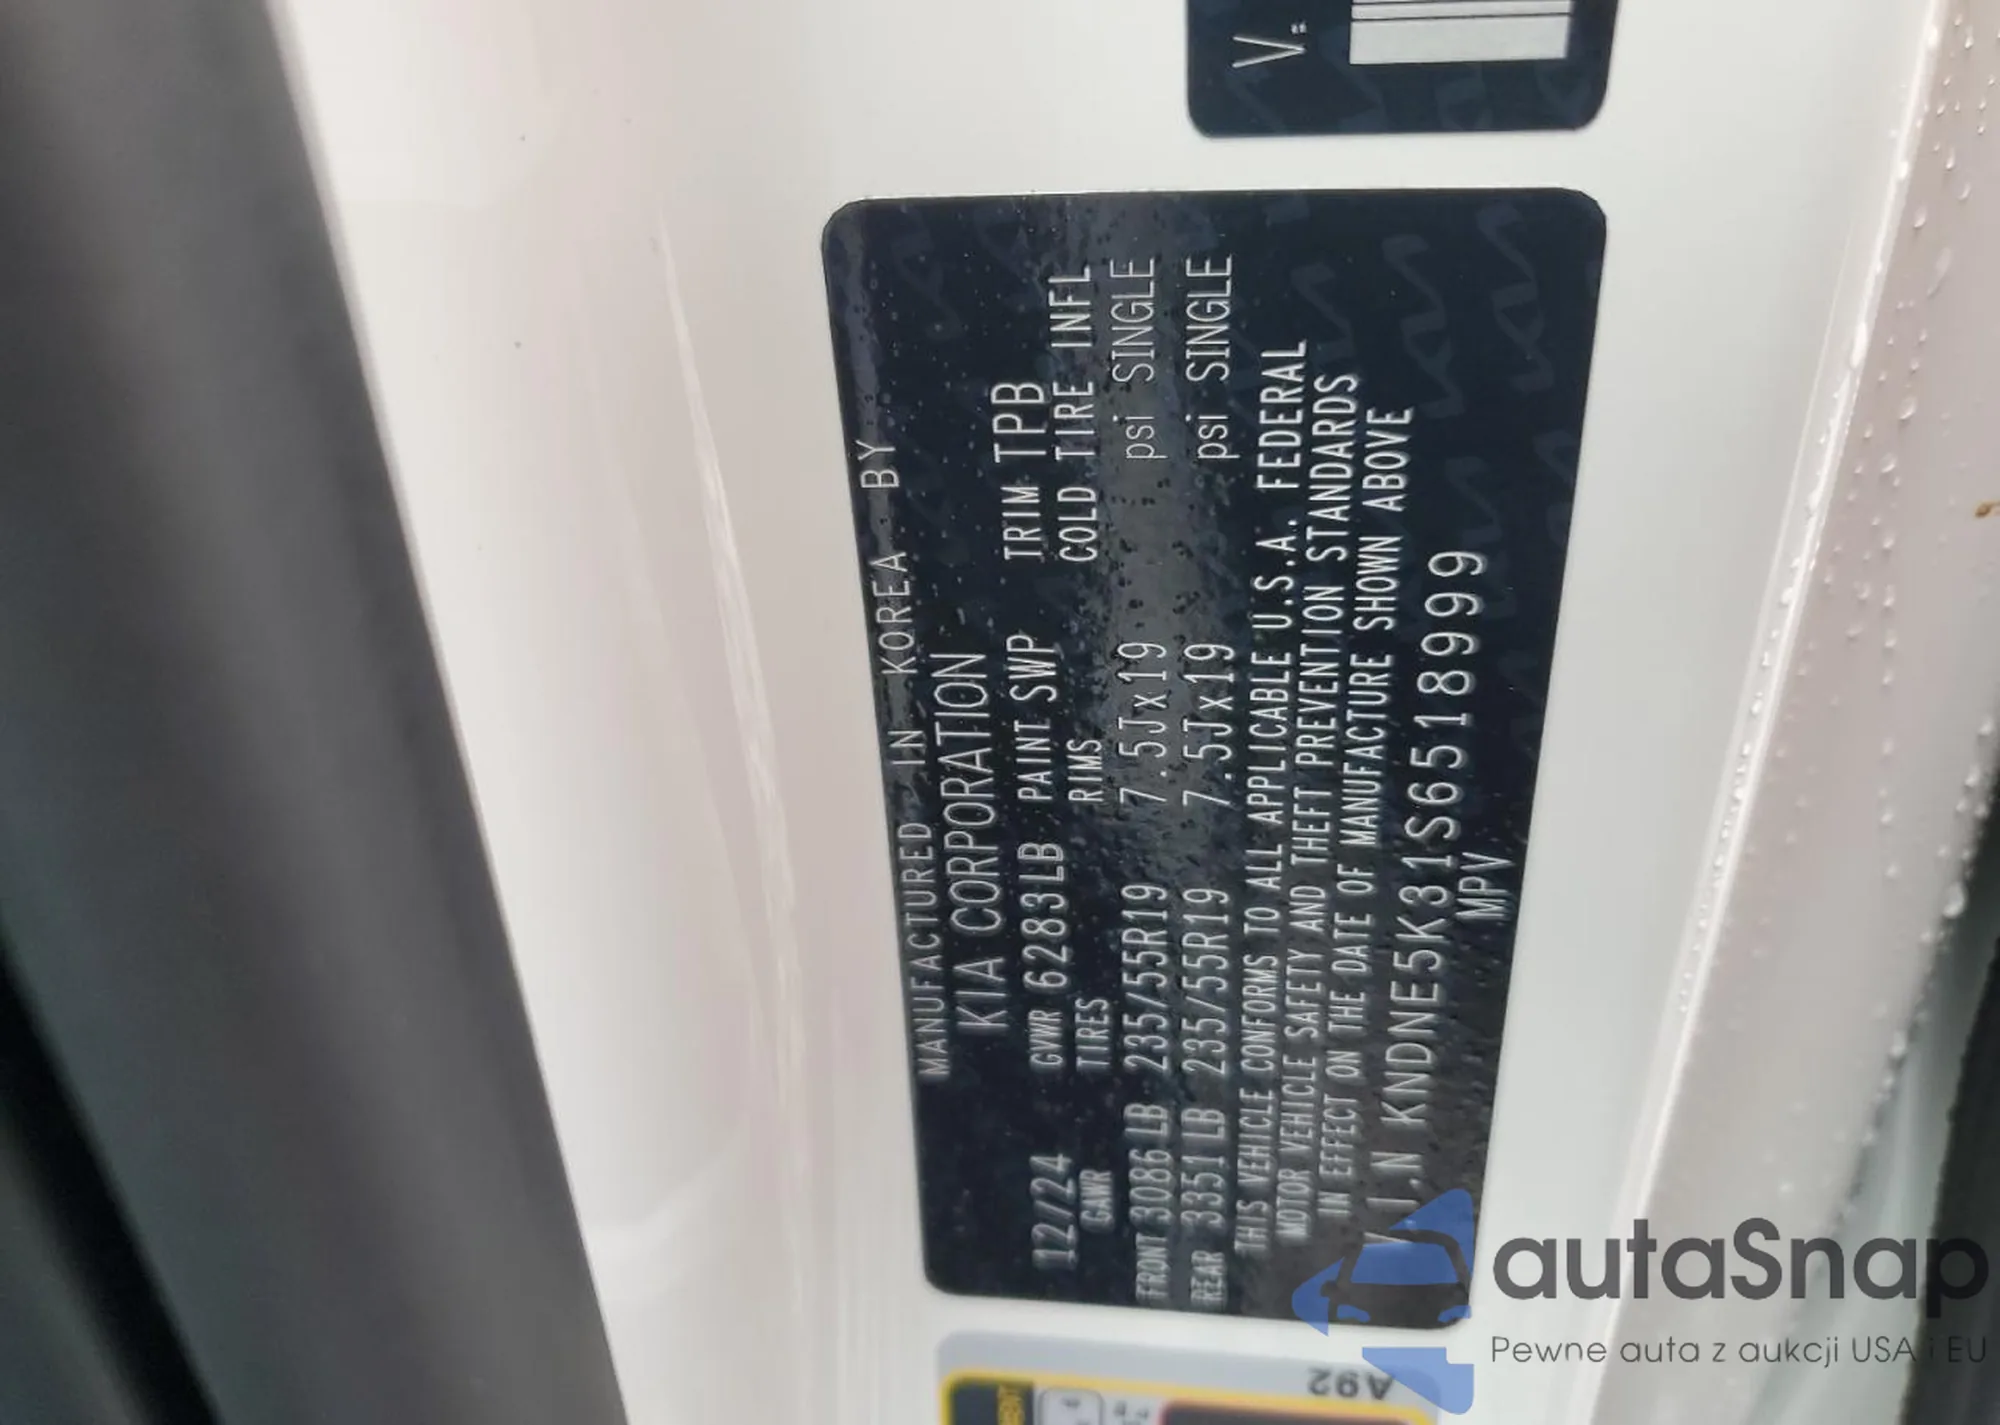 V.
MANUFACTURED IN KOREA BY
KIA CORPORATION
12/24 GVWR 6283LB PAINT SWP TRIM TPB
GAWR TIRES RIMS COLD TIRE INFL
FRONT 3086 LB 235/55R19 7.5Jx19 psi SINGLE
REAR 3351 LB 235/55R19 7.5Jx19 psi SINGLE
THIS VEHICLE CONFORMS TO ALL APPLICABLE U.S.A. FEDERAL
MOTOR VEHICLE SAFETY AND THEFT PREVENTION STANDARDS
IN EFFECT ON THE DATE OF MANUFACTURE SHOWN ABOVE
V.I.N KNDNE5K31S6518999
MPV
A92
autaSnap
Pewne auta z aukcji USA i EU